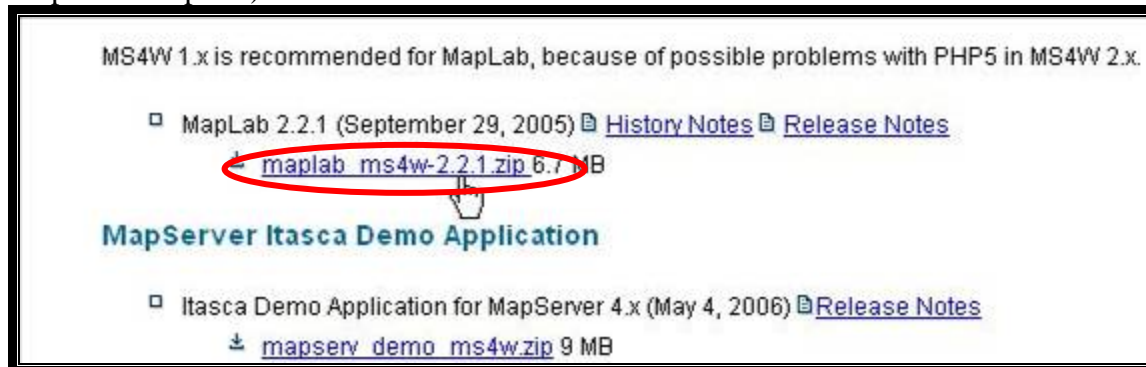 MS4W 1.x is recommended for MapLab, because of possible problems with PHP5 in MS4W 2.x.
MapLab 2.2.1 (September 29, 2005) History Notes Release Notes
maplab_ms4w-2.2.1.zip 6.7 MB
MapServer Itasca Demo Application
Itasca Demo Application for MapServer 4.x (May 4, 2006) Release Notes
mapserv_demo_ms4w.zip 9 MB